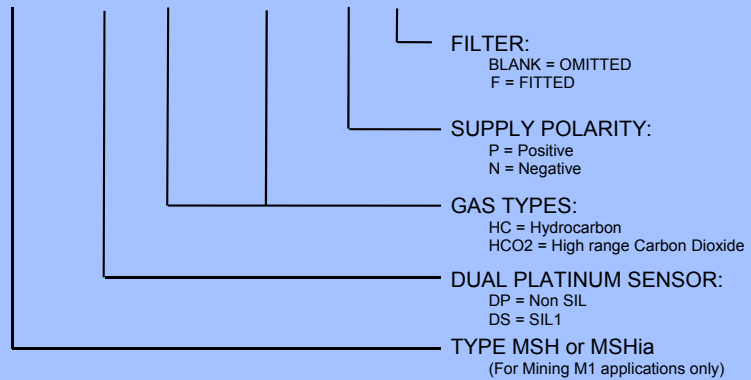 FILTER:
BLANK = OMITTED
F = FITTED
SUPPLY POLARITY:
P = Positive
N = Negative
GAS TYPES:
HC = Hydrocarbon
HCO2 = High range Carbon Dioxide
DUAL PLATINUM SENSOR:
DP = Non SIL
DS = SIL1
TYPE MSH or MSHia
(For Mining M1 applications only)